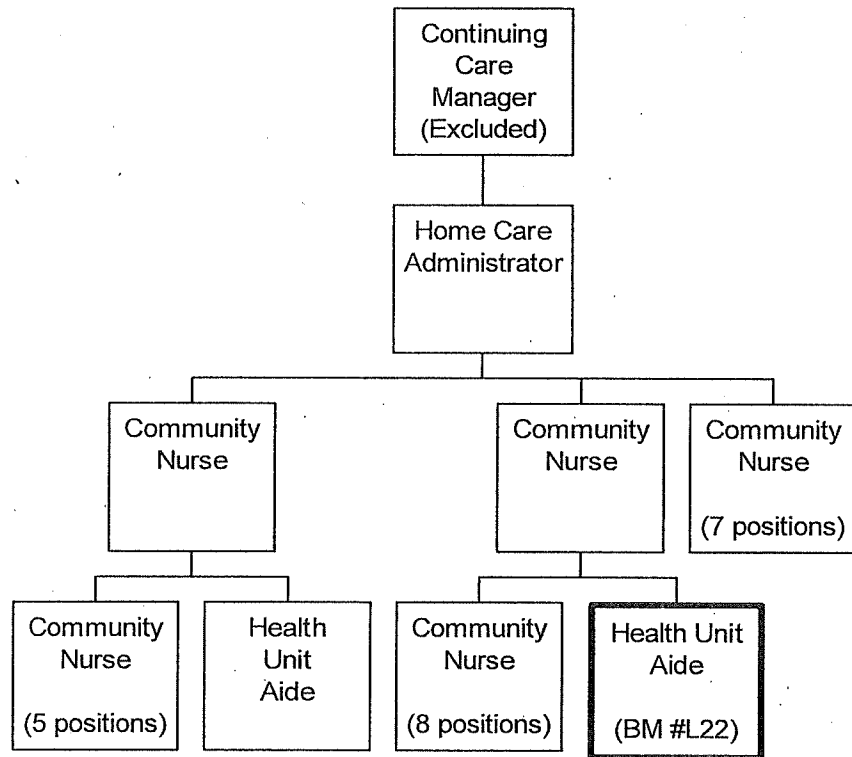 Continuing
Care
Manager
(Excluded)
Home Care
Administrator
Community
Nurse
Community
Nurse
Community
Nurse
(7 positions)
Community
Nurse
(5 positions)
Health
Unit
Aide
Community
Nurse
(8 positions)
Health Unit
Aide
(BM #L22)